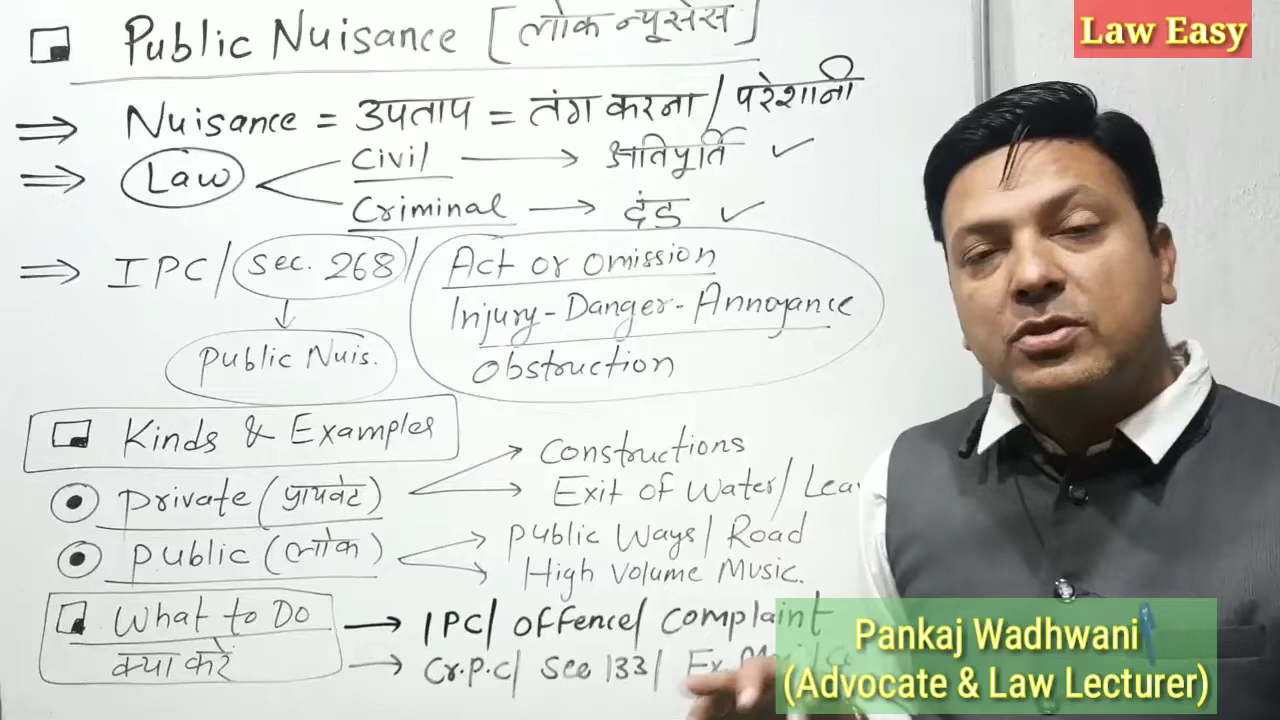 Public Nuisance [लोक न्यूसेंस]
Law Easy
⇒ Nuisance = उपताप = तंग करना / परेशानी
⇒ Law
Civil → क्षतिपूर्ति ✓
Criminal → दंड ✓
⇒ IPC / Sec. 268 /
Act or Omission
Injury - Danger - Annoyance
Obstruction
↓
Public Nuis.
Kinds & Examples
Private (प्रायवेट)
Constructions
Exit of Water /
Public (लोक)
Public Ways / Road
High Volume Music.
What to Do
क्या करें
→ IPC / offence / Complaint
→ Cr.p.c / Sec 133 /
Pankaj Wadhwani
(Advocate & Law Lecturer)